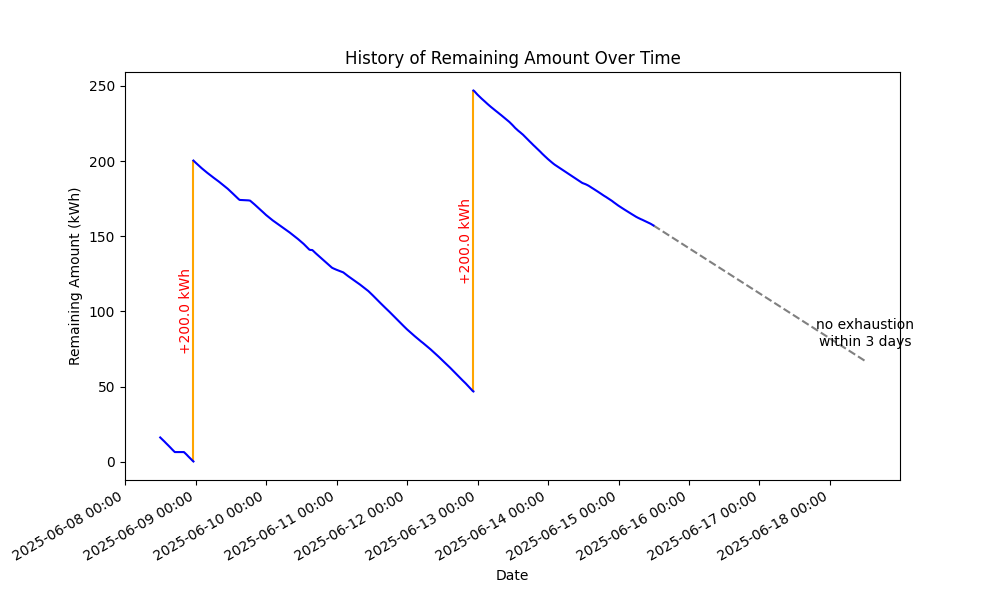 History of Remaining Amount Over Time
Remaining Amount (kWh)
250
200
150
100
50
0
+200.0 kWh
+200.0 kWh
no exhaustion
within 3 days
2025-06-08 00:00
2025-06-09 00:00
2025-06-10 00:00
2025-06-11 00:00
2025-06-12 00:00
2025-06-13 00:00
2025-06-14 00:00
2025-06-15 00:00
2025-06-16 00:00
2025-06-17 00:00
2025-06-18 00:00
Date